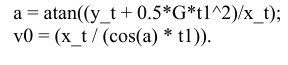 a = atan((y_t + 0.5*G*t1^2)/x_t);
v0 = (x_t / (cos(a) * t1)).